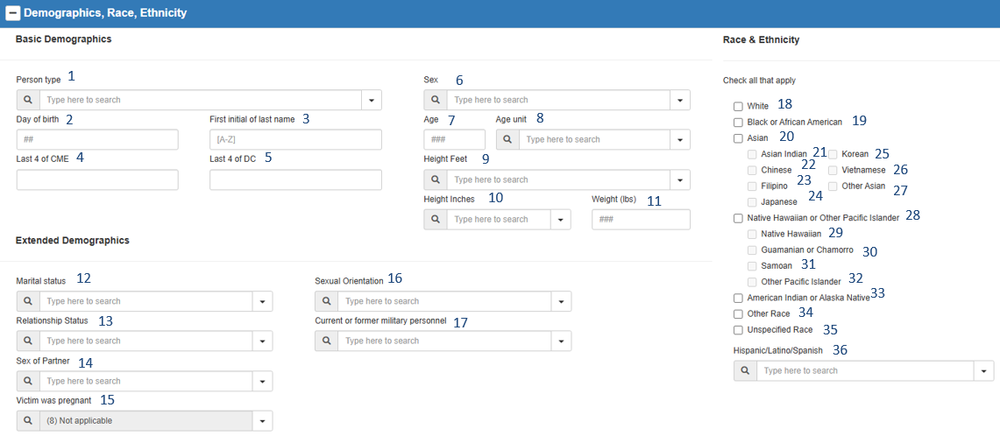 Demographics, Race, Ethnicity
Basic Demographics
Person type 1
Type here to search
Day of birth 2
First initial of last name 3
##
[A-Z]
Last 4 of CME 4
Last 4 of DC 5
Sex 6
Type here to search
Age 7
Age unit 8
###
Type here to search
Height Feet 9
Type here to search
Height Inches 10
Weight (lbs) 11
Type here to search
###
Extended Demographics
Marital status 12
Type here to search
Relationship Status 13
Type here to search
Sex of Partner 14
Type here to search
Victim was pregnant 15
(8) Not applicable
Sexual Orientation 16
Type here to search
Current or former military personnel 17
Type here to search
Race & Ethnicity
Check all that apply
White 18
Black or African American 19
Asian 20
Asian Indian 21 Korean 25
Chinese 22 Vietnamese 26
Filipino 23 Other Asian 27
Japanese 24
Native Hawaiian or Other Pacific Islander 28
Native Hawaiian 29
Guamanian or Chamorro 30
Samoan 31
Other Pacific Islander 32
American Indian or Alaska Native 33
Other Race 34
Unspecified Race 35
Hispanic/Latino/Spanish 36
Type here to search